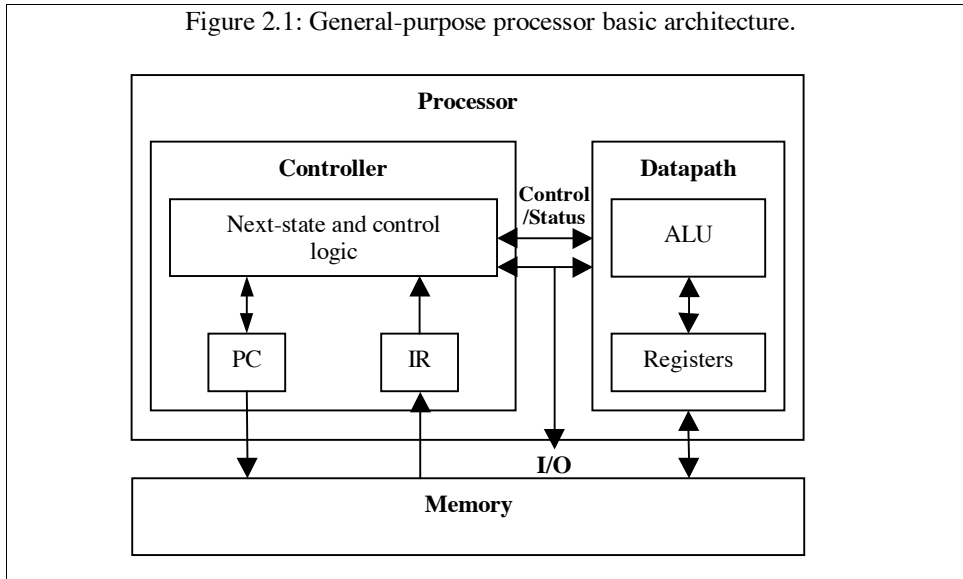 Figure 2.1: General-purpose processor basic architecture.
Processor
Controller
Datapath
Control
/Status
Next-state and control
logic
ALU
PC
IR
Registers
I/O
Memory